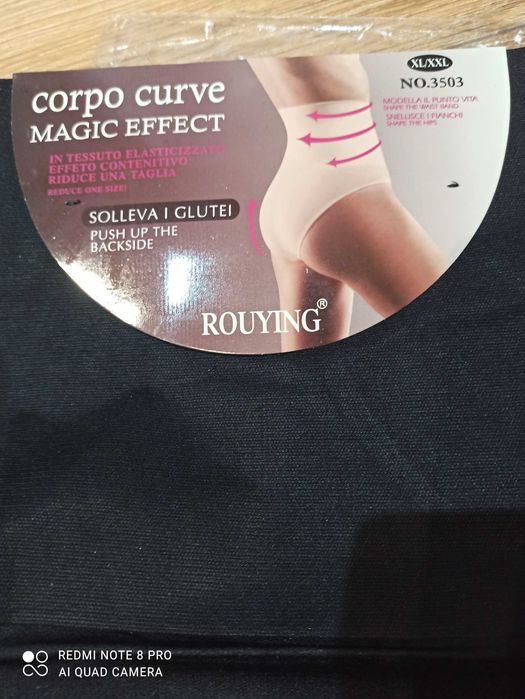 corpo curve
MAGIC EFFECT
IN TESSUTO ELASTICIZZATO
EFFETO CONTENITIVO
RIDUCE UNA TAGLIA
REDUCE ONE SIZE!
SOLLEVA I GLUTEI
PUSH UP THE
BACKSIDE
XL/XXL
NO.3503
MODELLA IL PUNTO VITA
SHAPE THE WAIST BAND
SNELLISCE I FIANCHI
SHAPE THE HIPS
ROUYING®
REDMI NOTE 8 PRO
AI QUAD CAMERA